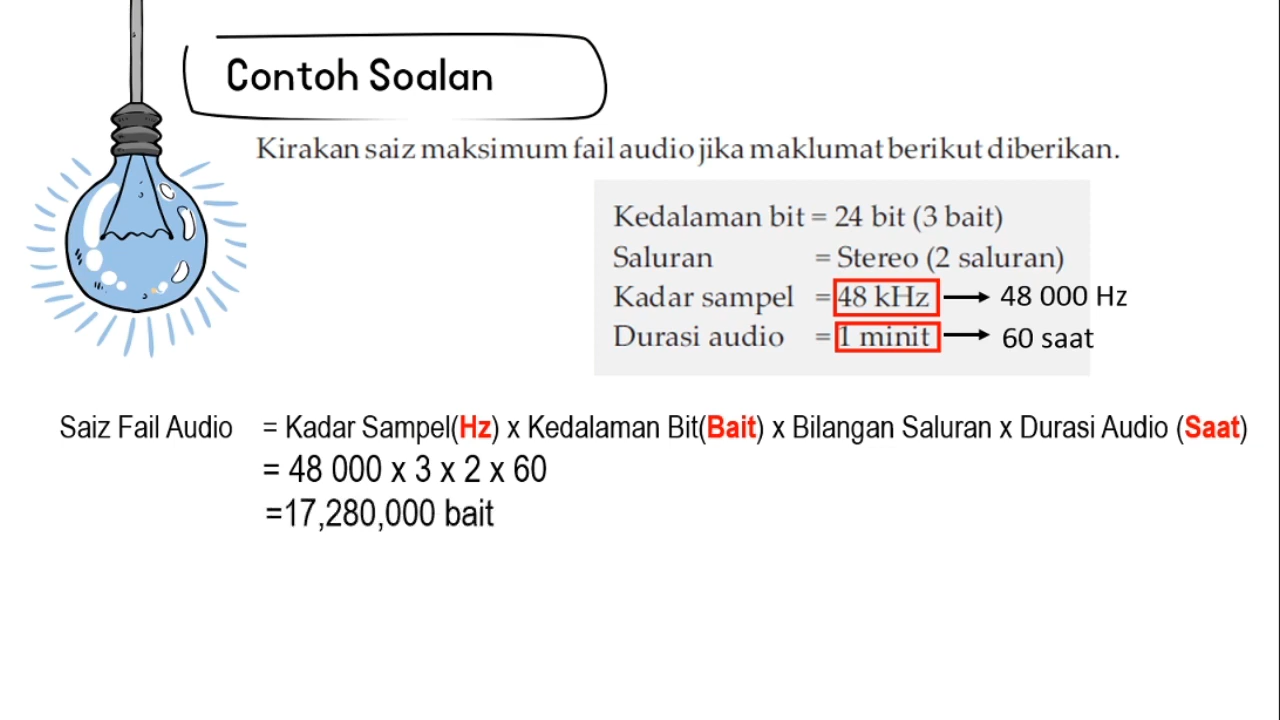 Contoh Soalan
Kirakan saiz maksimum fail audio jika maklumat berikut diberikan.
Kedalaman bit = 24 bit (3 bait)
Saluran = Stereo (2 saluran)
Kadar sampel = 48 kHz → 48 000 Hz
Durasi audio = 1 minit → 60 saat
Saiz Fail Audio = Kadar Sampel(Hz) x Kedalaman Bit(Bait) x Bilangan Saluran x Durasi Audio (Saat)
= 48 000 x 3 x 2 x 60
=17,280,000 bait